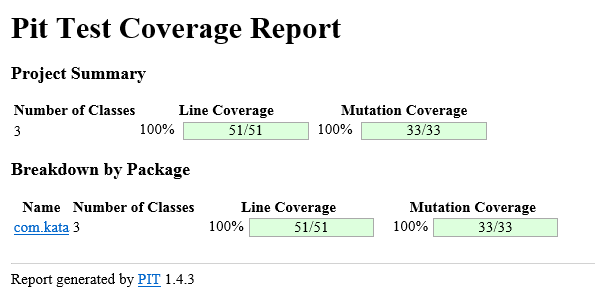 Pit Test Coverage Report
Project Summary
Number of Classes Line Coverage Mutation Coverage
3 100% 51/51 100% 33/33
Breakdown by Package
Name Number of Classes Line Coverage Mutation Coverage
com.kata 3 100% 51/51 100% 33/33
Report generated by PIT 1.4.3